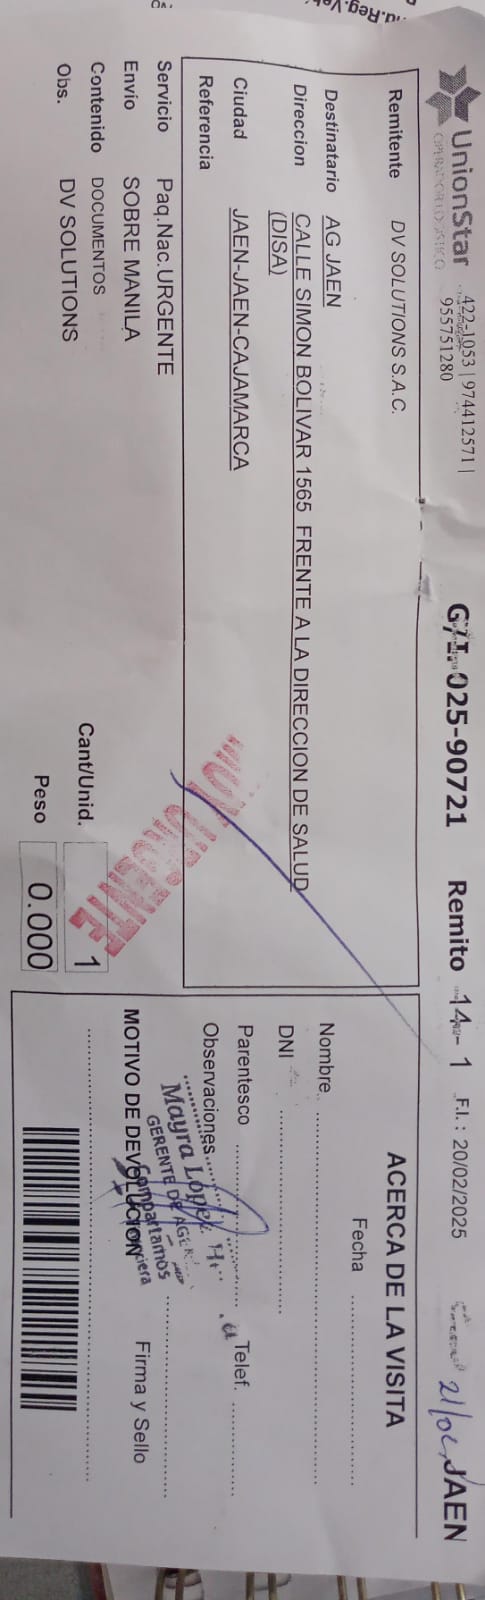 UnionStar
OPERADOR LOGISTICO
422-1053 | 974412571 |
955751280
G/I. 025-90721 Remito 14- 1 F.I.: 20/02/2025 JAEN
Remitente DV SOLUTIONS S.A.C.
Destinatario AG JAEN
Direccion CALLE SIMON BOLIVAR 1565 FRENTE A LA DIRECCION DE SALUD
(DISA)
Ciudad JAEN-JAEN-CAJAMARCA
Referencia
Servicio Paq.Nac.URGENTE
Envio SOBRE MANILA
Contenido DOCUMENTOS
Obs. DV SOLUTIONS
Cant/Unid. 1
Peso 0.000
URGENTE
ACERCA DE LA VISITA
Fecha
Nombre
DNI
Parentesco Telef.
Observaciones
Mayra López
GERENTE DE
Compartamos
MOTIVO DE DEVOLUCION
Firma y Sello